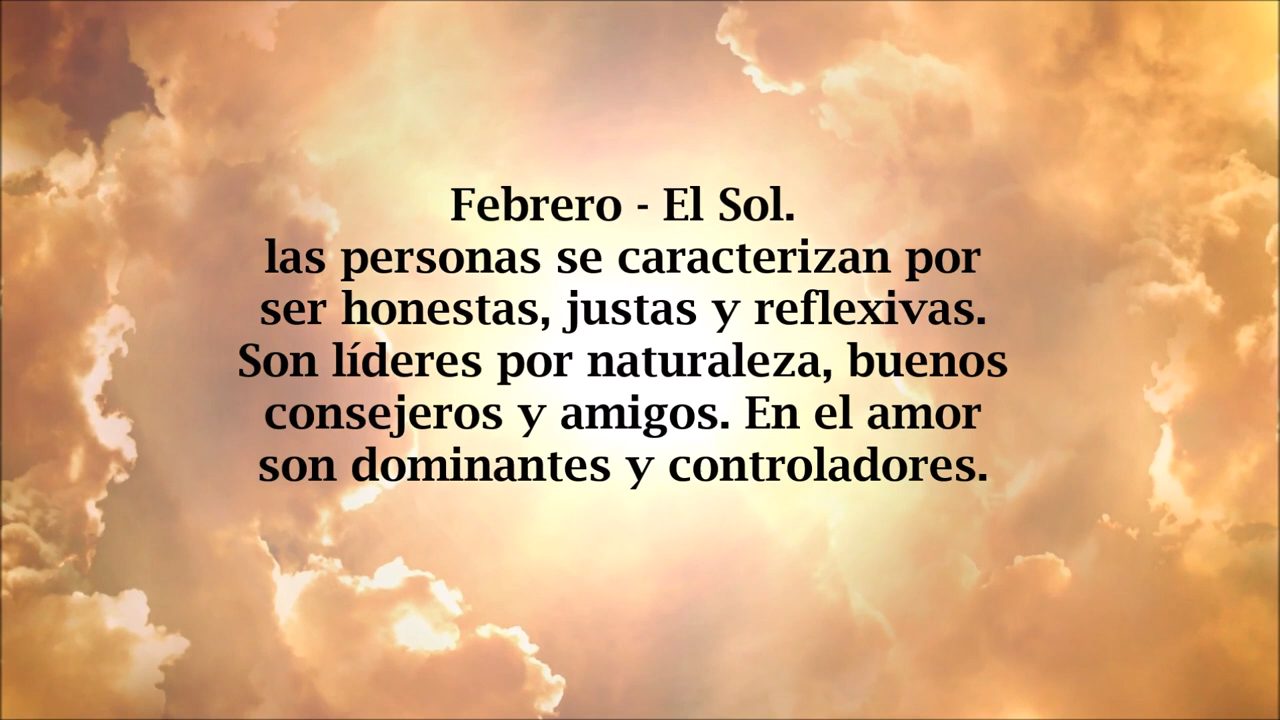 Febrero - El Sol.
las personas se caracterizan por
ser honestas, justas y reflexivas.
Son líderes por naturaleza, buenos
consejeros y amigos. En el amor
son dominantes y controladores.